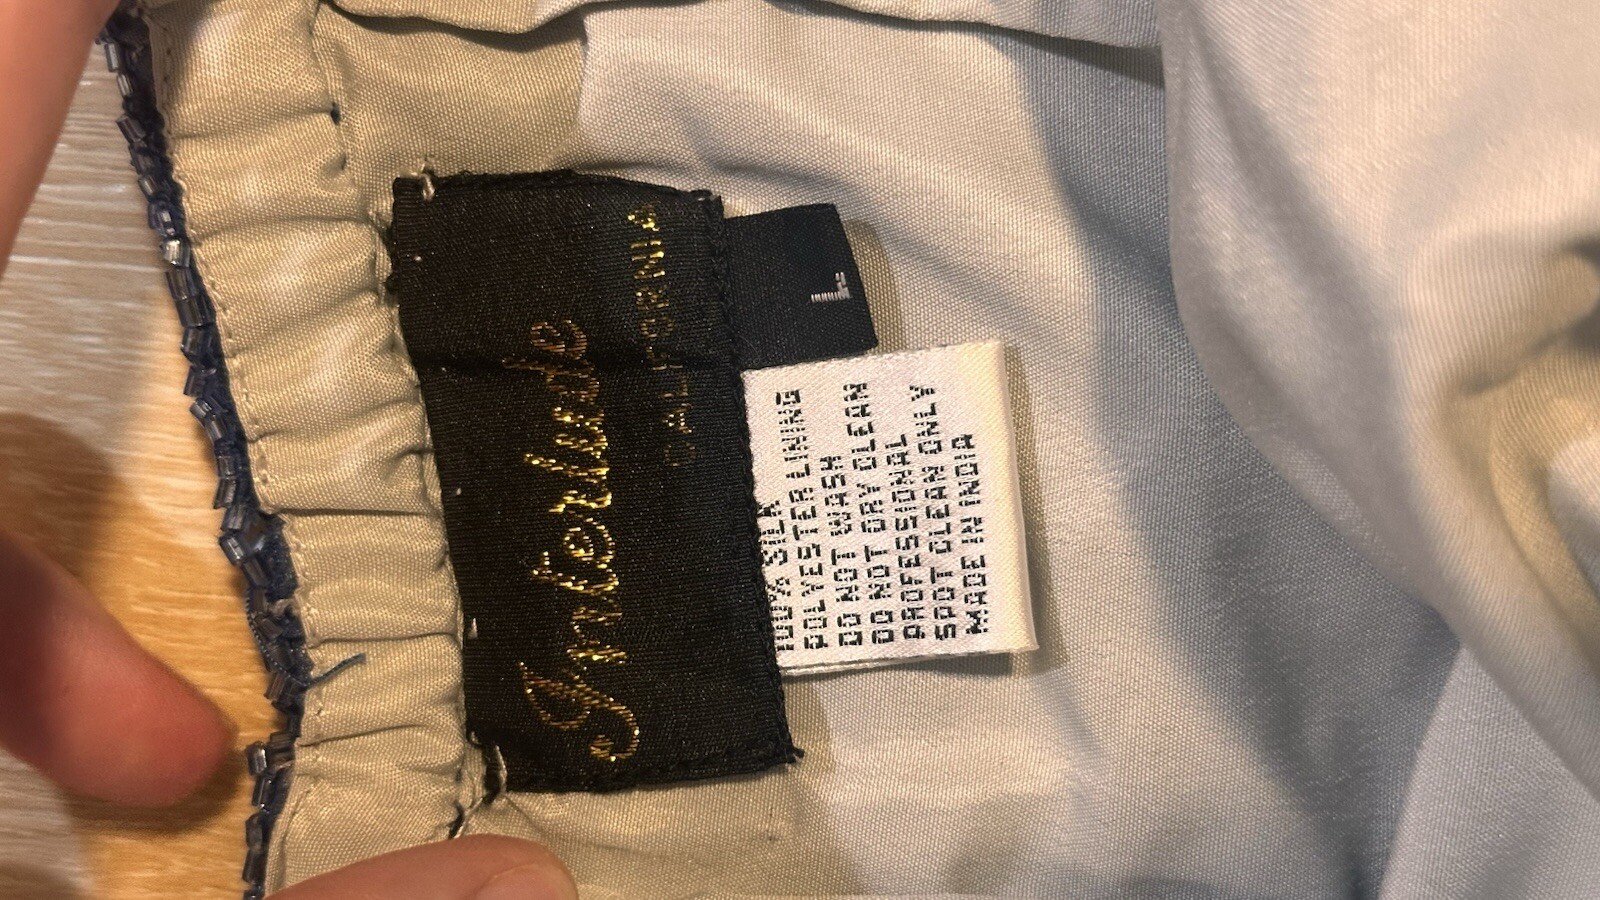 Interlude
CALIFORNIA
L
100% SILK
POLYESTER LINING
DO NOT WASH
DO NOT DRY CLEAN
PROFESSIONAL
SPOT CLEAN ONLY
MADE IN INDIA